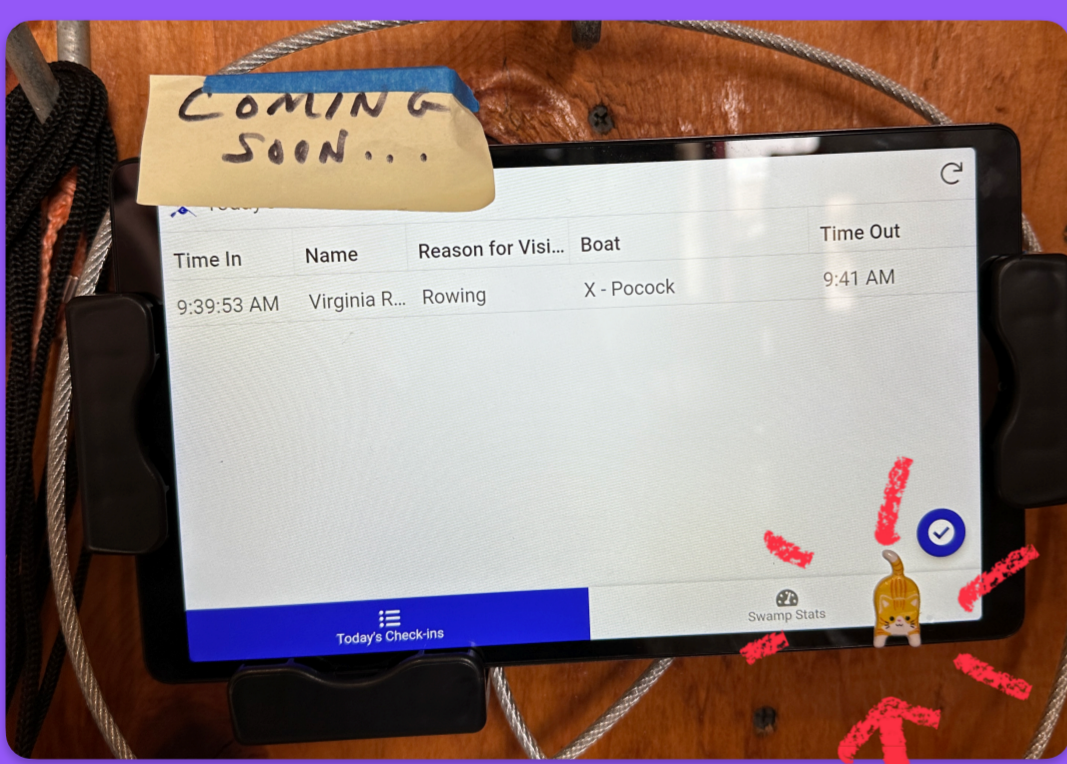 COMING
SOON...
Time In Name Reason for Visi... Boat Time Out
9:39:53 AM Virginia R... Rowing X - Pocock 9:41 AM
Today's Check-ins
Swamp Stats